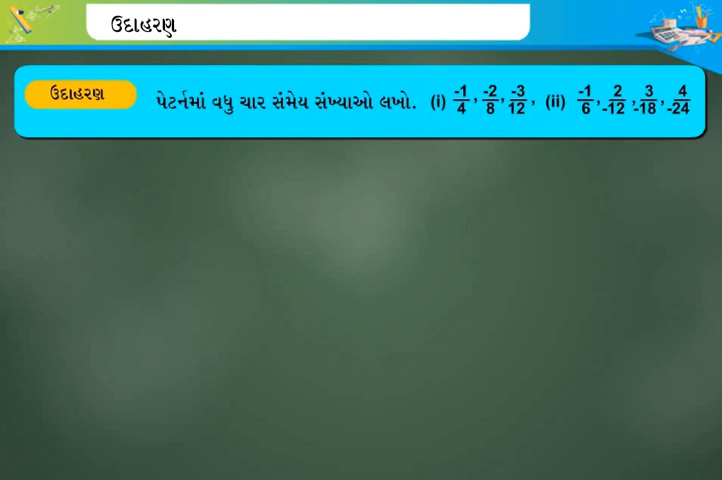 ઉદાહરણ
ઉદાહરણ પેટર્નમાં વધુ ચાર સંમેય સંખ્યાઓ લખો. (i) -1/4, -2/8, -3/12, (ii) -1/6, 2/-12, 3/-18, 4/-24